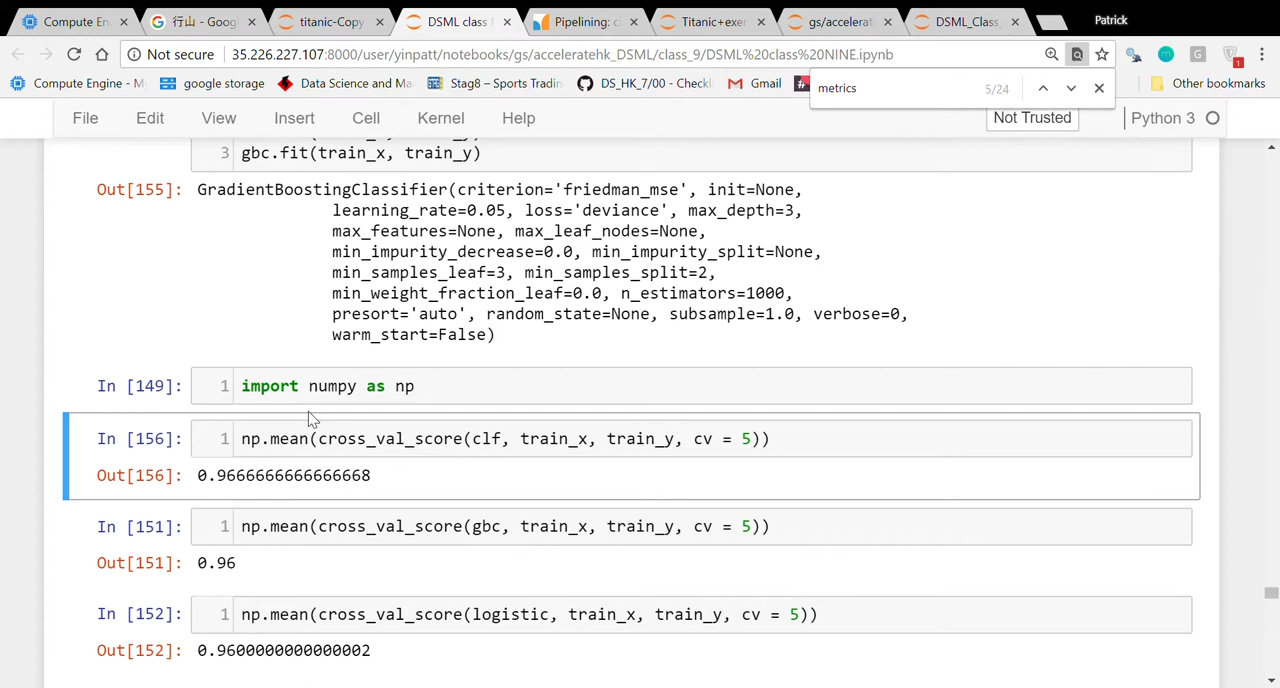 Patrick
Compute En
行山 - Goog
titanic-Copy
DSML class N
Pipelining: c
Titanic+exer
gs/accelerat
DSML_Class_
Not secure 35.226.227.107:8000/user/yinpatt/notebooks/gs/acceleratehk_DSML/class_9/DSML%20class%20NINE.ipynb
Compute Engine -
google storage
Data Science and Ma
Stag8 – Sports Tradin
DS_HK_7/00 - Checkl
Gmail
Other bookmarks
metrics 5/24
File Edit View Insert Cell Kernel Help
Not Trusted Python 3
3 gbc.fit(train_x, train_y)
Out[155]: GradientBoostingClassifier(criterion='friedman_mse', init=None,
learning_rate=0.05, loss='deviance', max_depth=3,
max_features=None, max_leaf_nodes=None,
min_impurity_decrease=0.0, min_impurity_split=None,
min_samples_leaf=3, min_samples_split=2,
min_weight_fraction_leaf=0.0, n_estimators=1000,
presort='auto', random_state=None, subsample=1.0, verbose=0,
warm_start=False)
In [149]: 1 import numpy as np
In [156]: 1 np.mean(cross_val_score(clf, train_x, train_y, cv = 5))
Out[156]: 0.9666666666666668
In [151]: 1 np.mean(cross_val_score(gbc, train_x, train_y, cv = 5))
Out[151]: 0.96
In [152]: 1 np.mean(cross_val_score(logistic, train_x, train_y, cv = 5))
Out[152]: 0.9600000000000002